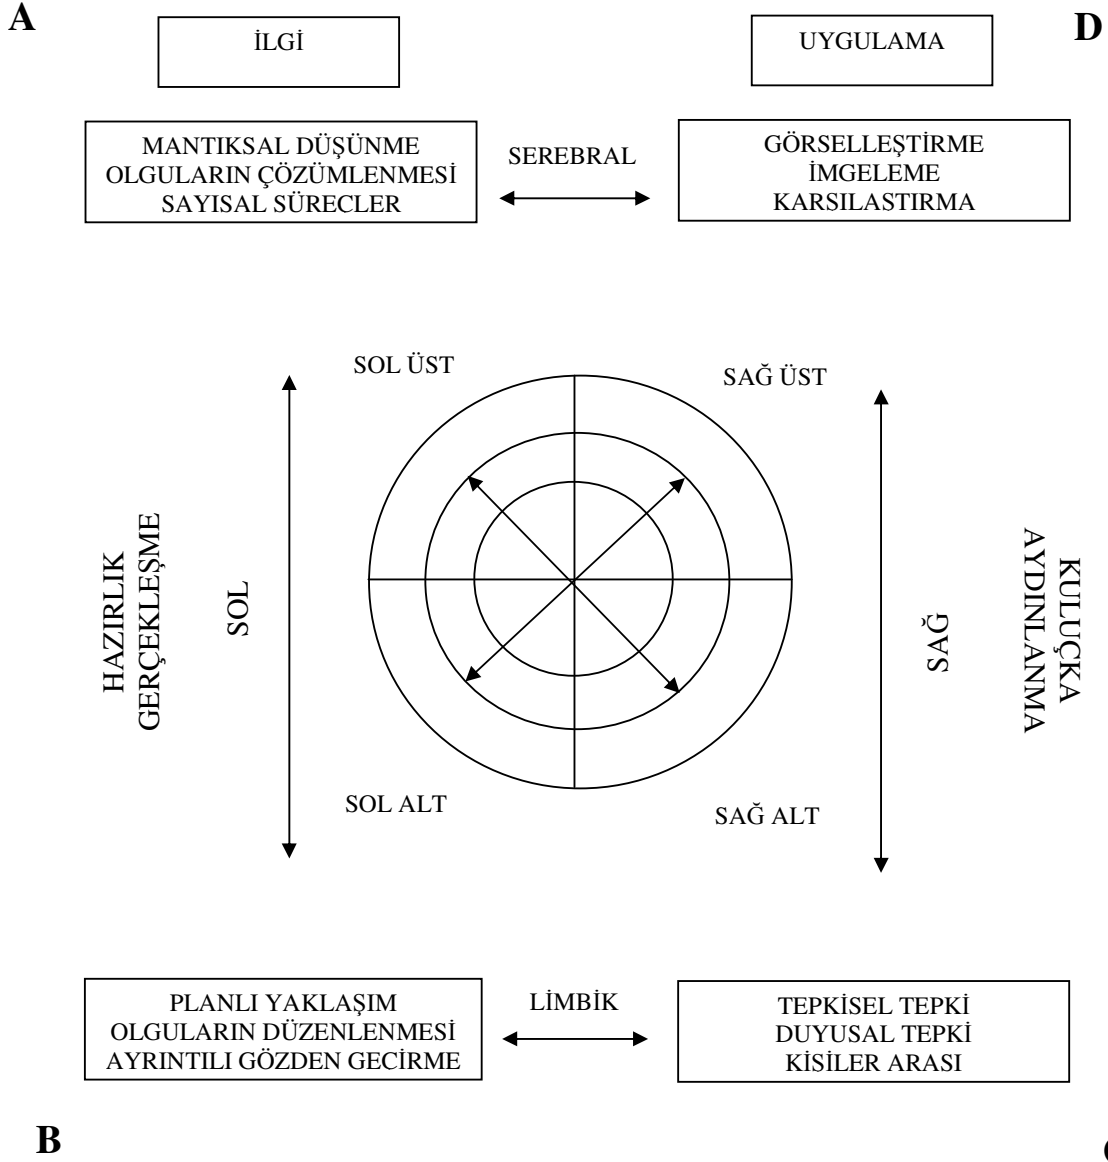 A
İLGİ
UYGULAMA
D
MANTIKSAL DÜŞÜNME
OLGULARIN ÇÖZÜMLENMESİ
SAYISAL SÜRECLER
SEREBRAL
GÖRSELLEŞTİRME
İMGELEME
KARSILASTIRMA
SOL ÜST
SAĞ ÜST
HAZIRLIK
GERÇEKLEŞME
SOL
SAĞ
KULUÇKA
AYDINLANMA
SOL ALT
SAĞ ALT
PLANLI YAKLAŞIM
OLGULARIN DÜZENLENMESİ
AYRINTILI GÖZDEN GECİRME
LİMBİK
TEPKİSEL TEPKİ
DUYUSAL TEPKİ
KISİLER ARASI
B